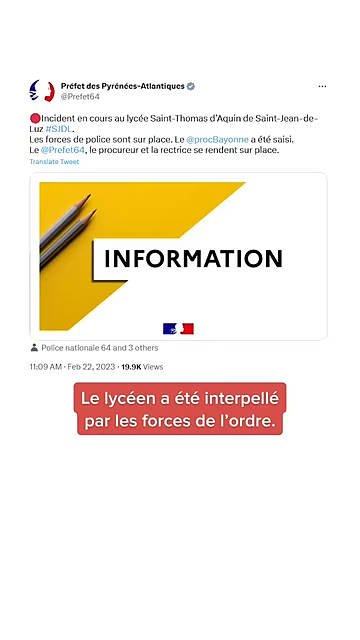 Préfet des Pyrénées-Atlantiques
@Prefet64
Incident en cours au lycée Saint-Thomas d'Aquin de Saint-Jean-de-
Luz #SJDL.
Les forces de police sont sur place. Le @procBayonne a été saisi.
Le @Prefet64, le procureur et la rectrice se rendent sur place.
Translate Tweet
INFORMATION
Police nationale 64 and 3 others
11:09 AM · Feb 22, 2023 · 19.9K Views
Le lycéen a été interpellé
par les forces de l'ordre.